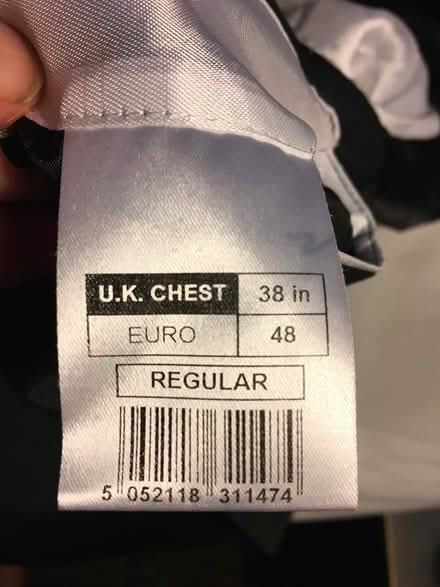 U.K. CHEST 38 in
EURO 48
REGULAR
5 052118 311474